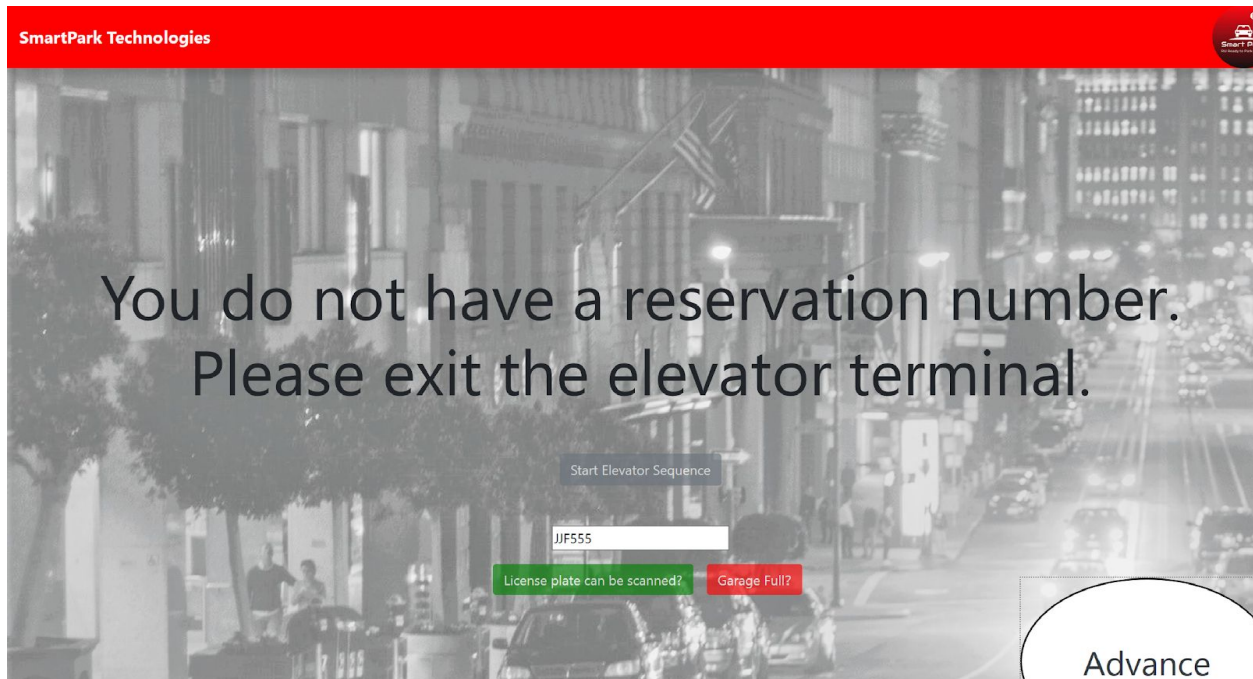 SmartPark Technologies
Smart P
You do not have a reservation number.
Please exit the elevator terminal.
Start Elevator Sequence
JJF555
License plate can be scanned?
Garage Full?
Advance